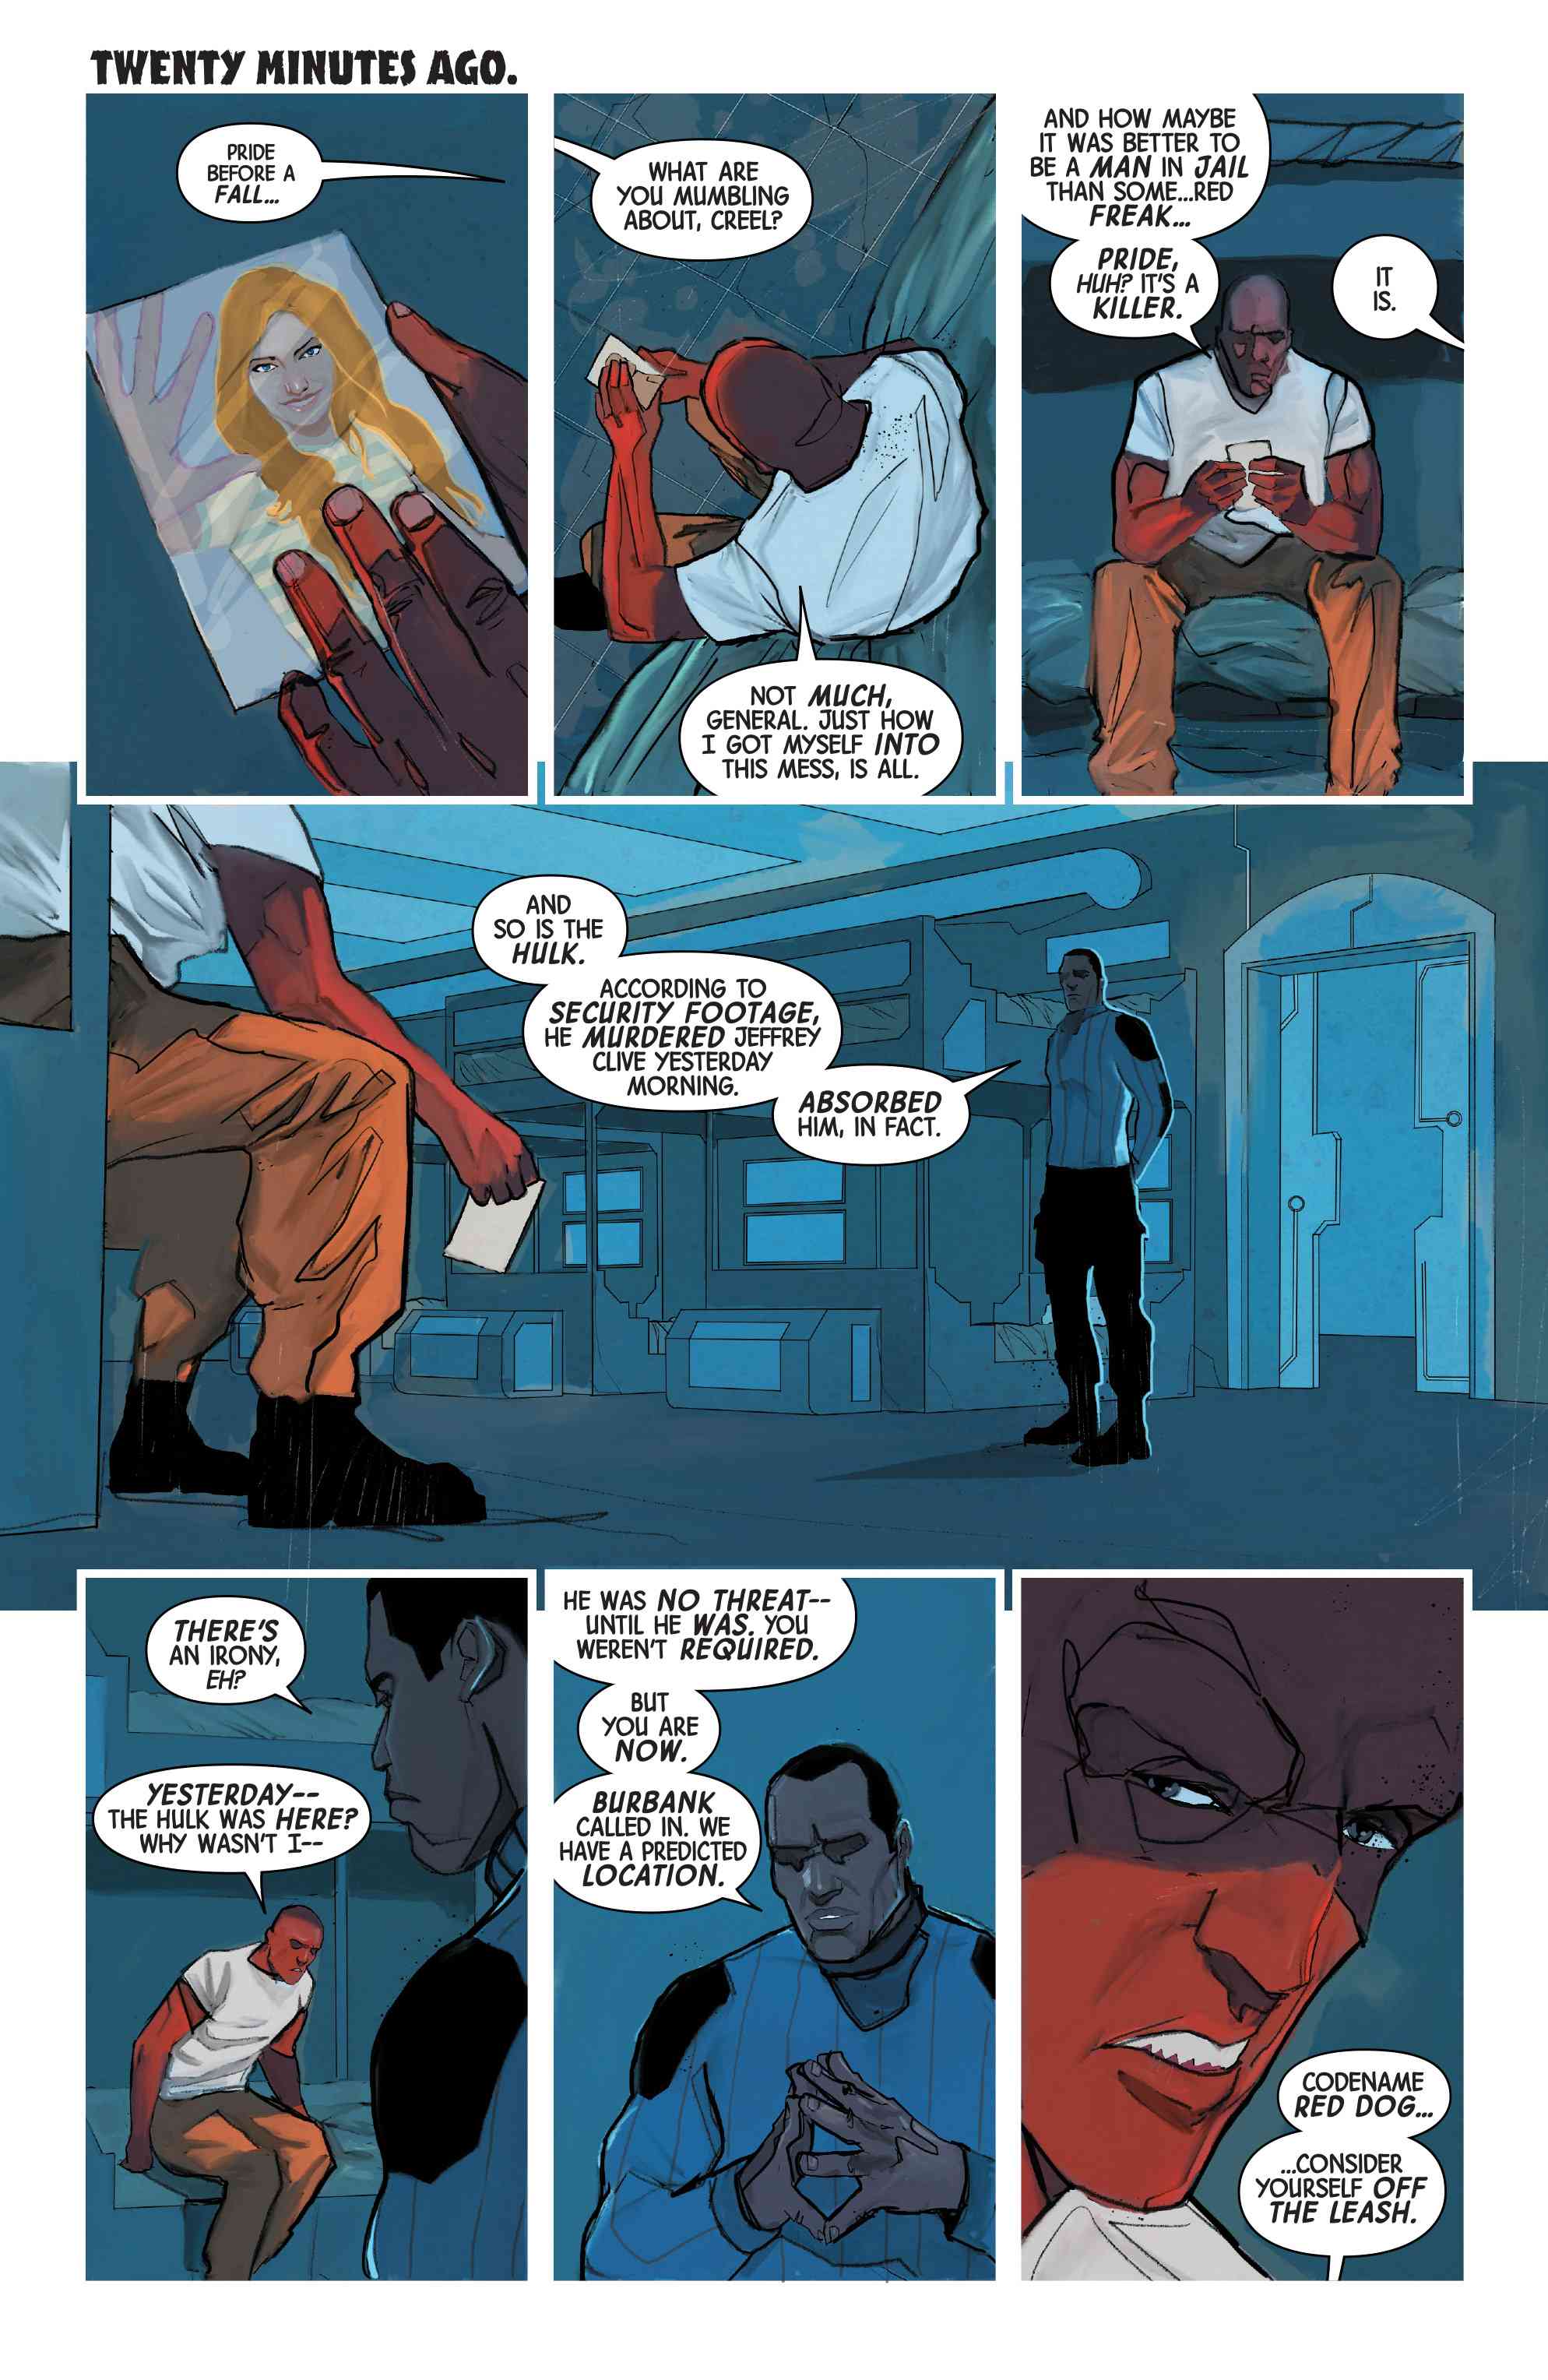 TWENTY MINUTES AGO.
PRIDE
BEFORE A
FALL...
WHAT ARE
YOU MUMBLING
ABOUT, CREEL?
NOT MUCH,
GENERAL. JUST HOW
I GOT MYSELF INTO
THIS MESS, IS ALL.
AND HOW MAYBE
IT WAS BETTER TO
BE A MAN IN JAIL
THAN SOME...RED
FREAK...
PRIDE,
HUH? IT'S A
KILLER.
IT
IS.
AND
SO IS THE
HULK.
ACCORDING TO
SECURITY FOOTAGE,
HE MURDERED JEFFREY
CLIVE YESTERDAY
MORNING.
ABSORBED
HIM, IN FACT.
THERE'S
AN IRONY,
EH?
YESTERDAY--
THE HULK WAS HERE?
WHY WASN'T I--
HE WAS NO THREAT--
UNTIL HE WAS. YOU
WEREN'T REQUIRED.
BUT
YOU ARE
NOW.
BURBANK
CALLED IN. WE
HAVE A PREDICTED
LOCATION.
CODENAME
RED DOG...
...CONSIDER
YOURSELF OFF
THE LEASH.